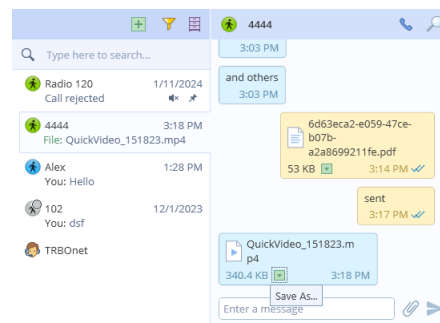 4444
Type here to search...
Radio 120 1/11/2024
Call rejected
4444 3:18 PM
File: QuickVideo_151823.mp4
Alex 1:28 PM
You: Hello
102 12/1/2023
You: dsf
TRBOnet
3:03 PM
and others
3:03 PM
6d63eca2-e059-47ce-
b07b-
a2a8699211fe.pdf
53 KB 3:14 PM
sent
3:17 PM
QuickVideo_151823.m
p4
340.4 KB 3:18 PM
Save As...
Enter a message